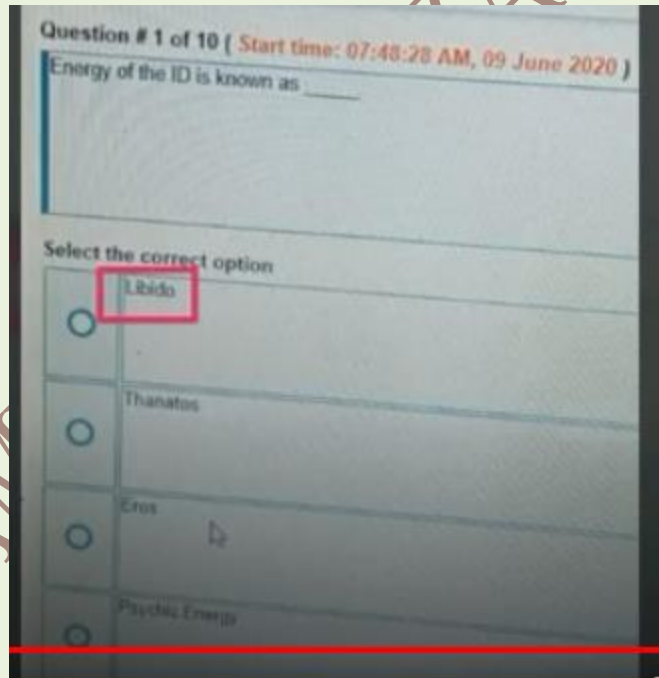 Question # 1 of 10 ( Start time: 07:48:28 AM, 09 June 2020 )
Energy of the ID is known as _____
Select the correct option
Libido
Thanatos
Eros
Psychic Energy